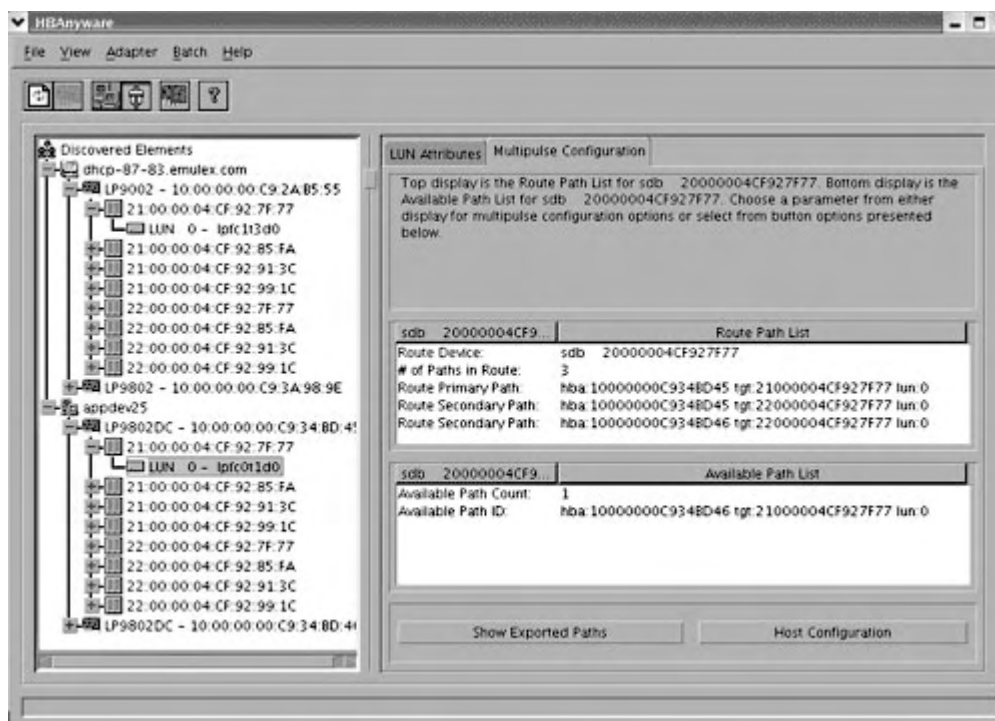 HBAnyware
File View Adapter Batch Help
?
Discovered Elements
dhcp-87-83.emulex.com
LP9002 - 10:00:00:00:C9:2A:B5:55
21:00:00:04:CF:92:7F:77
LUN 0 - lpfc1t3d0
21:00:00:04:CF:92:85:FA
21:00:00:04:CF:92:91:3C
21:00:00:04:CF:92:99:1C
22:00:00:04:CF:92:7F:77
22:00:00:04:CF:92:85:FA
22:00:00:04:CF:92:91:3C
22:00:00:04:CF:92:99:1C
LP9802 - 10:00:00:00:C9:3A:98:9E
appdev25
LP9802DC - 10:00:00:00:C9:34:BD:4
21:00:00:04:CF:92:7F:77
LUN 0 - lpfc0t1d0
21:00:00:04:CF:92:85:FA
21:00:00:04:CF:92:91:3C
21:00:00:04:CF:92:99:1C
22:00:00:04:CF:92:7F:77
22:00:00:04:CF:92:85:FA
22:00:00:04:CF:92:91:3C
22:00:00:04:CF:92:99:1C
LP9802DC - 10:00:00:00:C9:34:BD:4
LUN Attributes Multipulse Configuration
Top display is the Route Path List for sdb 20000004CF927F77. Bottom display is the
Available Path List for sdb 20000004CF927F77. Choose a parameter from either
display for multipulse configuration options or select from button options presented
below.
sdb 20000004CF9... Route Path List
Route Device: sdb 20000004CF927F77
# of Paths in Route: 3
Route Primary Path: hba:10000000C934BD45 tgt:21000004CF927F77 lun:0
Route Secondary Path: hba:10000000C934BD45 tgt:22000004CF927F77 lun:0
Route Secondary Path: hba:10000000C934BD46 tgt:22000004CF927F77 lun:0
sdb 20000004CF9... Available Path List
Available Path Count: 1
Available Path ID: hba:10000000C934BD46 tgt:21000004CF927F77 lun:0
Show Exported Paths Host Configuration